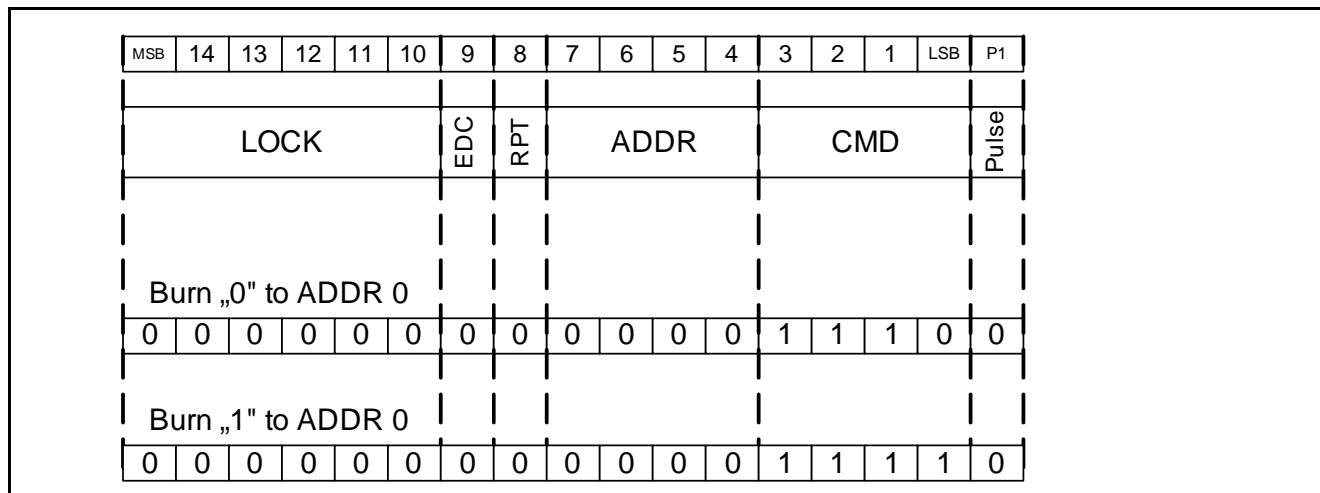 MSB 14 13 12 11 10 9 8 7 6 5 4 3 2 1 LSB P1
LOCK EDC RPT ADDR CMD Pulse
Burn „0" to ADDR 0
0 0 0 0 0 0 0 0 0 0 0 0 1 1 1 0 0
Burn „1" to ADDR 0
0 0 0 0 0 0 0 0 0 0 0 0 1 1 1 1 0